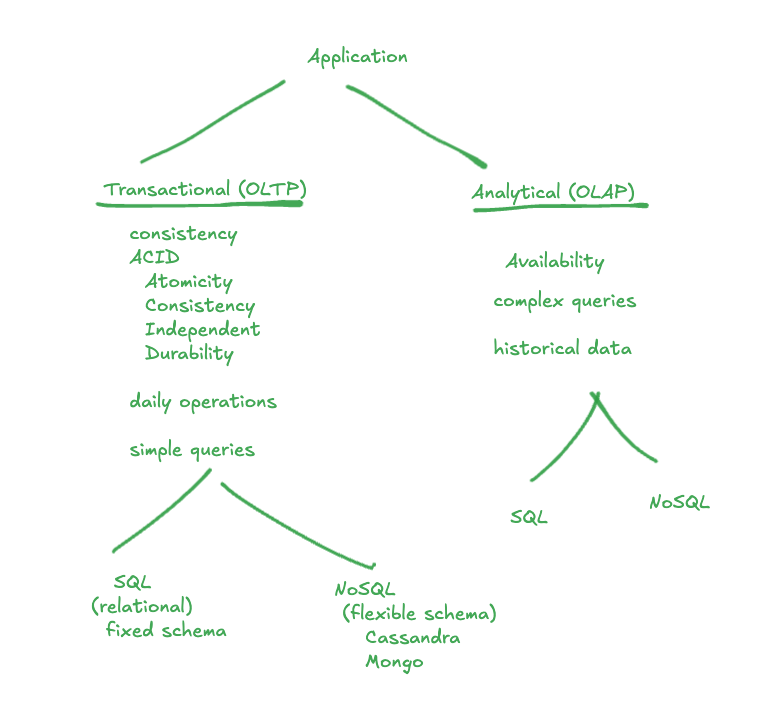 Application
Transactional (OLTP)
consistency
ACID
Atomicity
Consistency
Independent
Durability
daily operations
simple queries
SQL
(relational)
fixed schema
NoSQL
(flexible schema)
Cassandra
Mongo
Analytical (OLAP)
Availability
complex queries
historical data
SQL
NoSQL